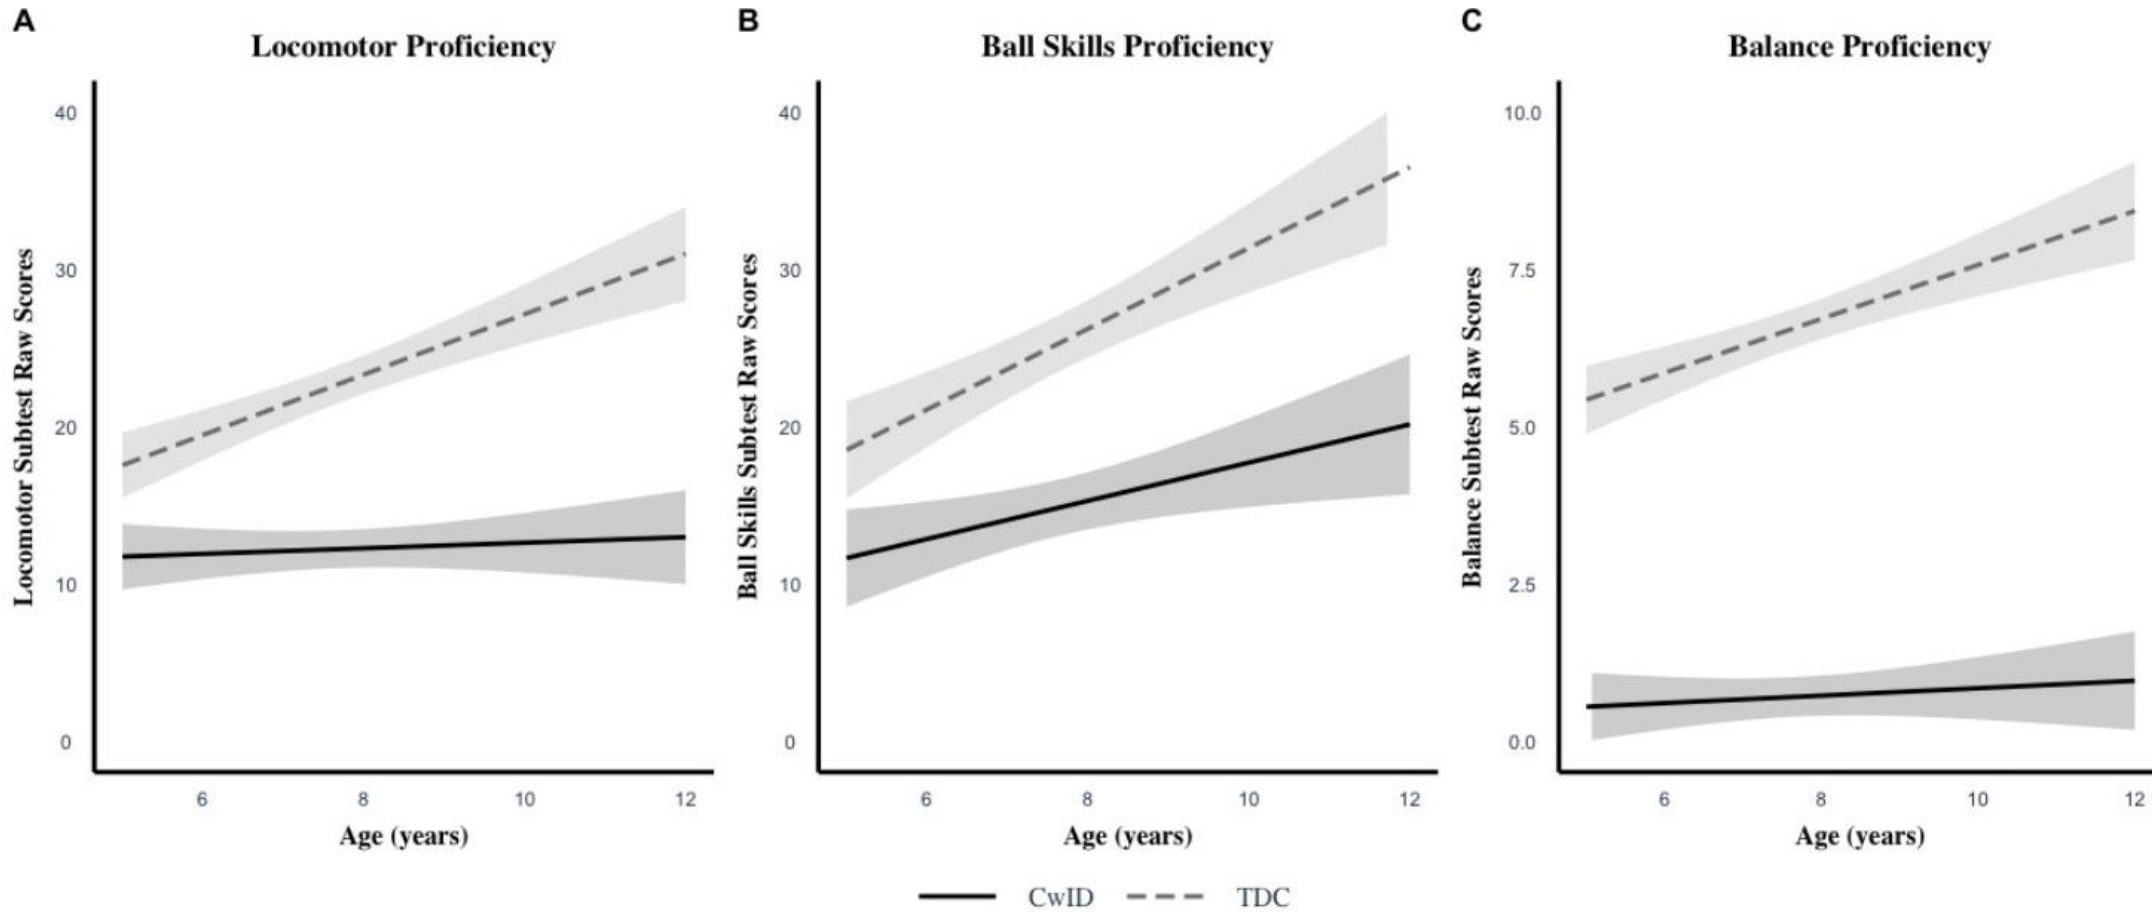 A
Locomotor Proficiency
Locomotor Subtest Raw Scores
40
30
20
10
0
6 8 10 12
Age (years)
B
Ball Skills Proficiency
Ball Skills Subtest Raw Scores
40
30
20
10
0
6 8 10 12
Age (years)
C
Balance Proficiency
Balance Subtest Raw Scores
10.0
7.5
5.0
2.5
0.0
6 8 10 12
Age (years)
CwID TDC